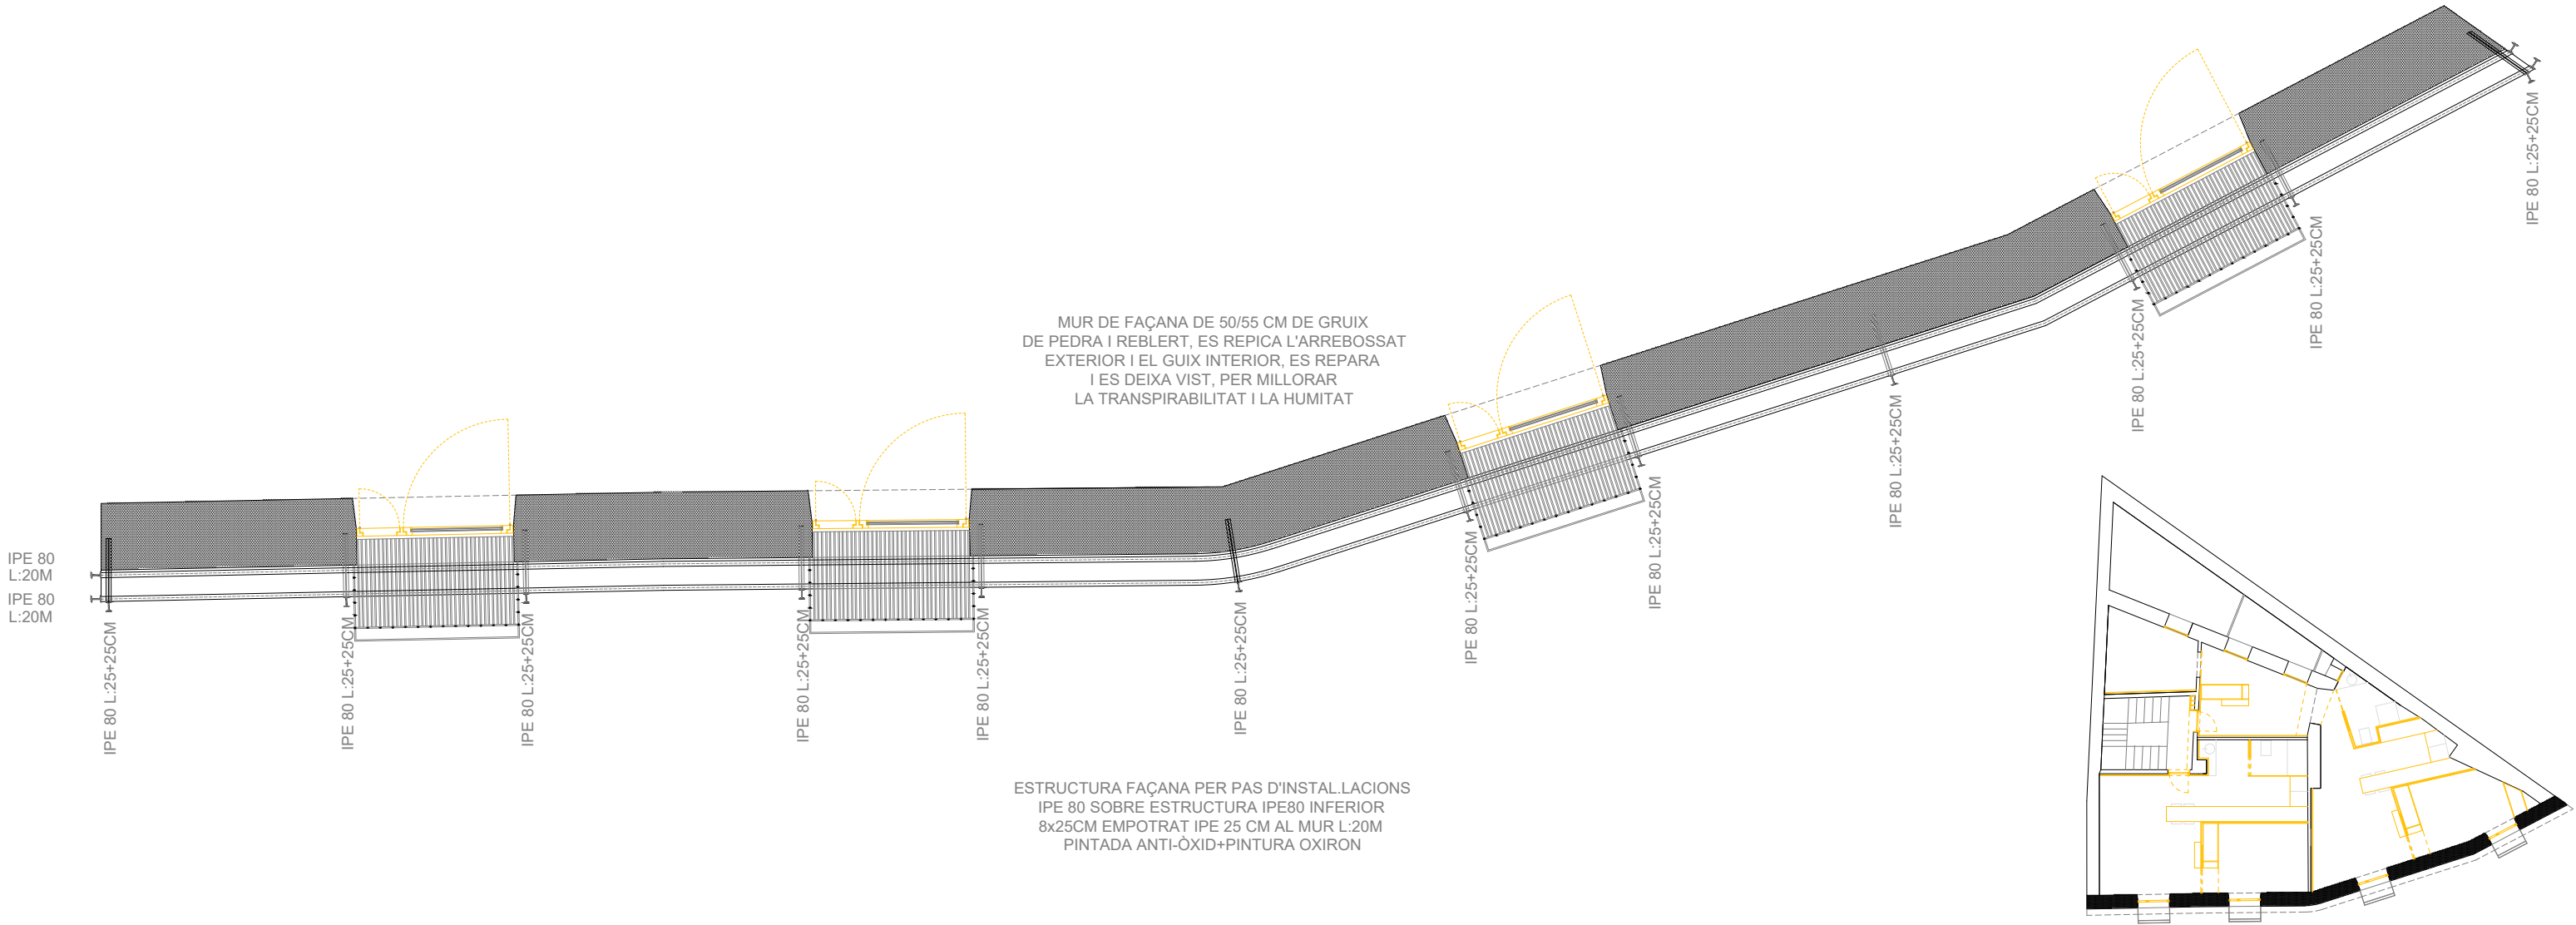 MUR DE FAÇANA DE 50/55 CM DE GRUIX
DE PEDRA I REBLERT, ES REPICA L'ARREBOSSAT
EXTERIOR I EL GUIX INTERIOR, ES REPARA
I ES DEIXA VIST, PER MILLORAR
LA TRANSPIRABILITAT I LA HUMITAT
IPE 80
L:20M
IPE 80
L:20M
IPE 80 L:25+25CM
IPE 80 L:25+25CM
IPE 80 L:25+25CM
IPE 80 L:25+25CM
IPE 80 L:25+25CM
IPE 80 L:25+25CM
IPE 80 L:25+25CM
IPE 80 L:25+25CM
IPE 80 L:25+25CM
IPE 80 L:25+25CM
IPE 80 L:25+25CM
IPE 80 L:25+25CM
ESTRUCTURA FAÇANA PER PAS D'INSTAL.LACIONS
IPE 80 SOBRE ESTRUCTURA IPE80 INFERIOR
8x25CM EMPOTRAT IPE 25 CM AL MUR L:20M
PINTADA ANTI-ÒXID+PINTURA OXIRON